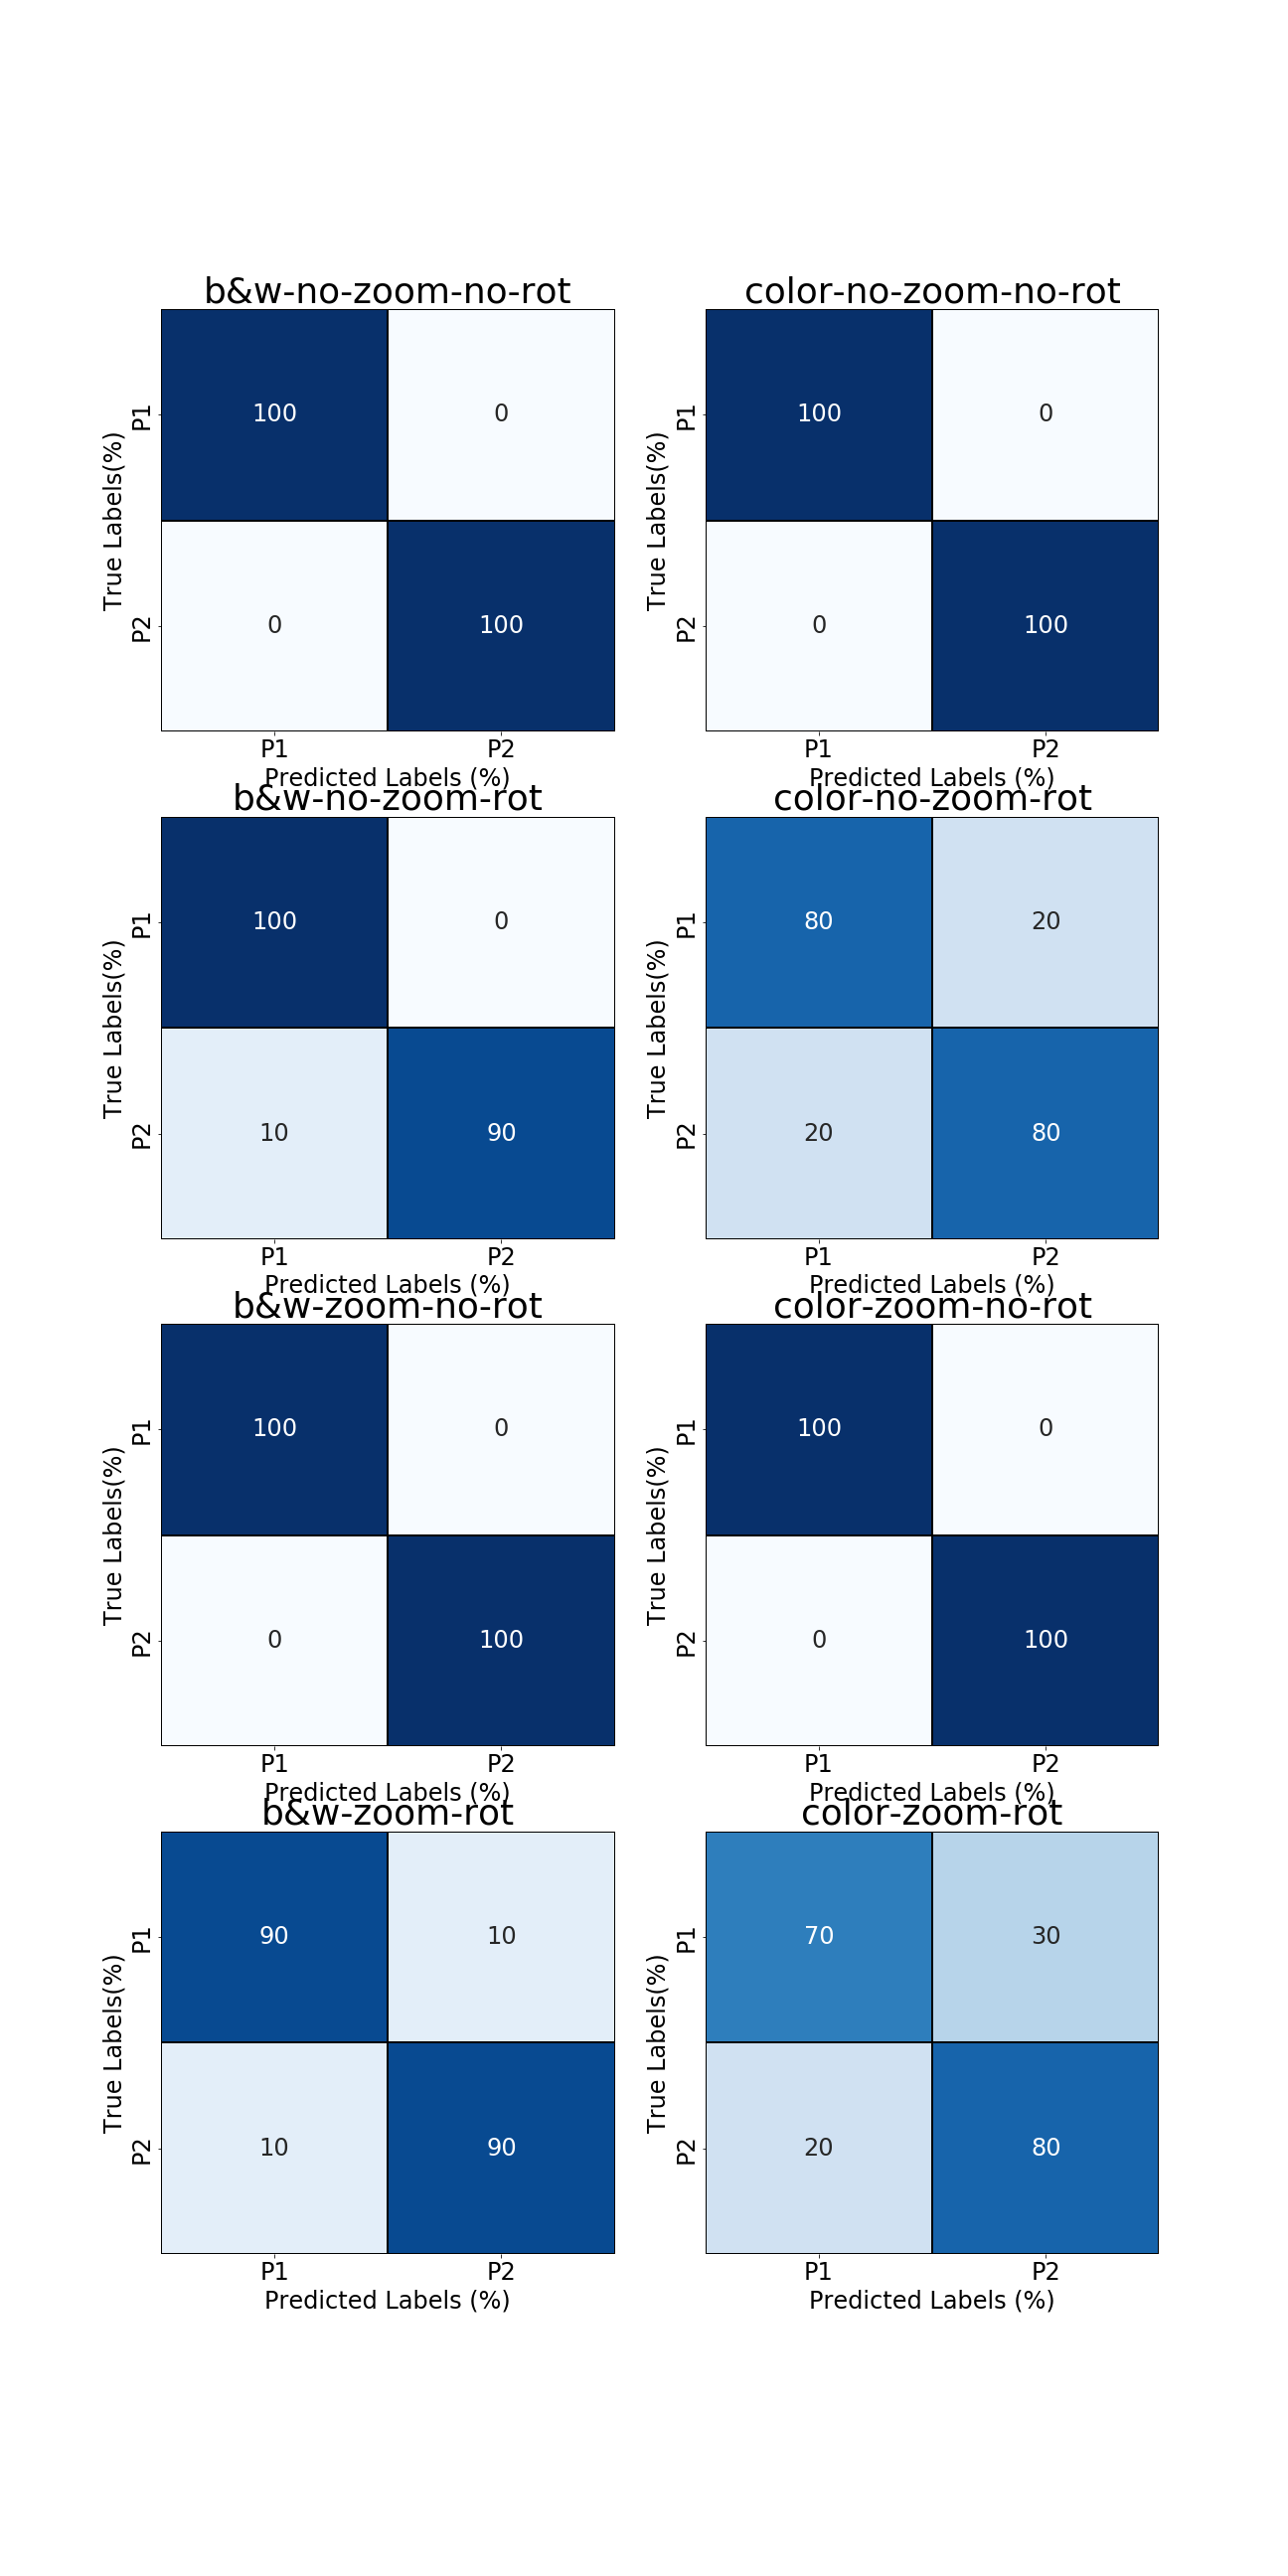 b&w-no-zoom-no-rot
True Labels(%)
P1
100
0
P2
0
100
P1
P2
Predicted Labels (%)
color-no-zoom-no-rot
True Labels(%)
P1
100
0
P2
0
100
P1
P2
Predicted Labels (%)
b&w-no-zoom-rot
True Labels(%)
P1
100
0
P2
10
90
P1
P2
Predicted Labels (%)
color-no-zoom-rot
True Labels(%)
P1
80
20
P2
20
80
P1
P2
Predicted Labels (%)
b&w-zoom-no-rot
True Labels(%)
P1
100
0
P2
0
100
P1
P2
Predicted Labels (%)
color-zoom-no-rot
True Labels(%)
P1
100
0
P2
0
100
P1
P2
Predicted Labels (%)
b&w-zoom-rot
True Labels(%)
P1
90
10
P2
10
90
P1
P2
Predicted Labels (%)
color-zoom-rot
True Labels(%)
P1
70
30
P2
20
80
P1
P2
Predicted Labels (%)